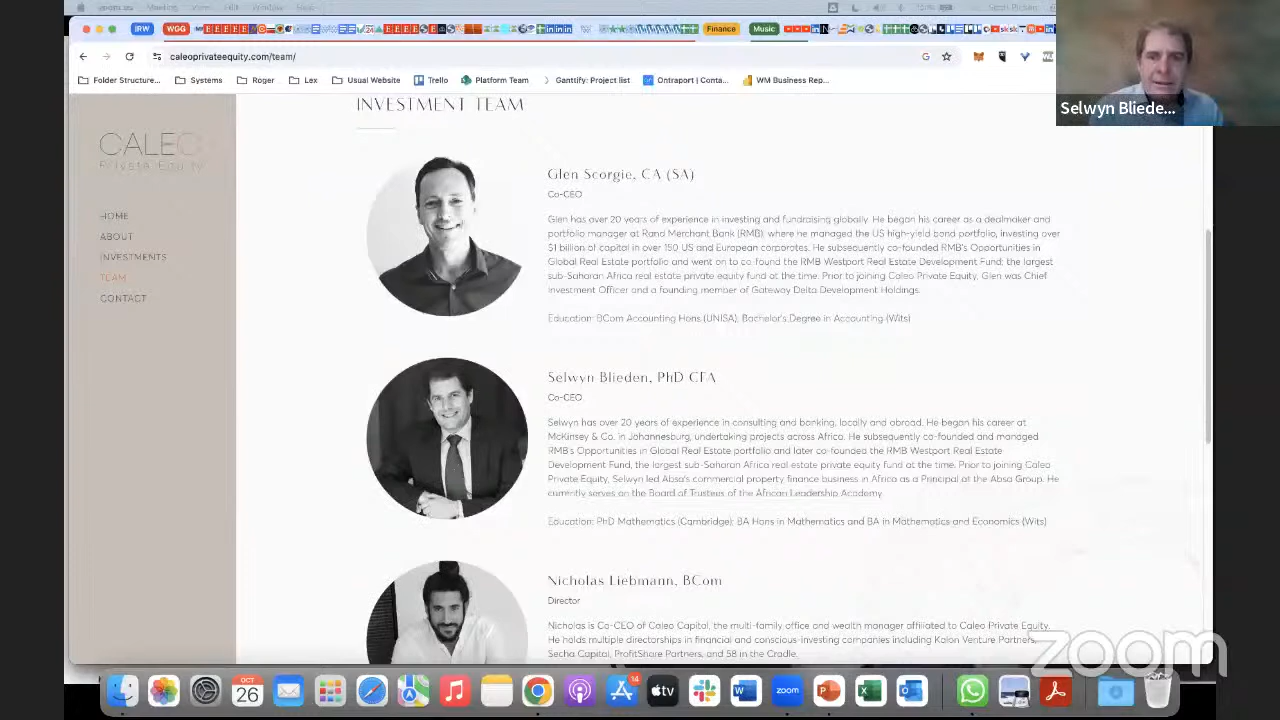 IRW
WGG
Finance
Music
caleoprivateequity.com/team/
Folder Structure...
Systems
Roger
Lex
Usual Website
Trello
Platform Team
Ganttify: Project list
Ontraport | Conta...
WM Business Rep...
Selwyn Bliede...
CALEO
Private Equity
HOME
ABOUT
INVESTMENTS
TEAM
CONTACT
INVESTMENT TEAM
Glen Scorgie, CA (SA)
Co-CEO
Glen has over 20 years of experience in investing and fundraising globally. He began his career as a dealmaker and
portfolio manager at Rand Merchant Bank (RMB), where he managed the US high-yield bond portfolio, investing over
$1 billion of capital in over 150 US and European corporates. He subsequently co-founded RMB's Opportunities in
Global Real Estate portfolio and went on to co-found the RMB Westport Real Estate Development Fund; the largest
sub-Saharan Africa real estate private equity fund at the time. Prior to joining Caleo Private Equity, Glen was Chief
Investment Officer and a founding member of Gateway Delta Development Holdings.
Education: BCom Accounting Hons (UNISA); Bachelor's Degree in Accounting (Wits)
Selwyn Blieden, PhD CFA
Co-CEO
Selwyn has over 20 years of experience in consulting and banking, locally and abroad. He began his career at
McKinsey & Co. in Johannesburg, undertaking projects across Africa. He subsequently co-founded and managed
RMB's Opportunities in Global Real Estate portfolio and later co-founded the RMB Westport Real Estate
Development Fund, the largest sub-Saharan Africa real estate private equity fund at the time. Prior to joining Caleo
Private Equity, Selwyn led Absa's commercial property finance business in Africa as a Principal at the Absa Group. He
currently serves on the Board of Trustees of the African Leadership Academy.
Education: PhD Mathematics (Cambridge); BA Hons in Mathematics and BA in Mathematics and Economics (Wits)
Nicholas Liebmann, BCom
Director
Nicholas is Co-CEO of Caleo Capital, the multi-family office and wealth manager affiliated to Caleo Private Equity.
He holds multiple directorships in finance and conscious investing companies including Kalon Venture Partners,
Secha Capital, ProfitShare Partners, and 58 in the Cradle.
zoom
OCT
26
14
tv
zoom